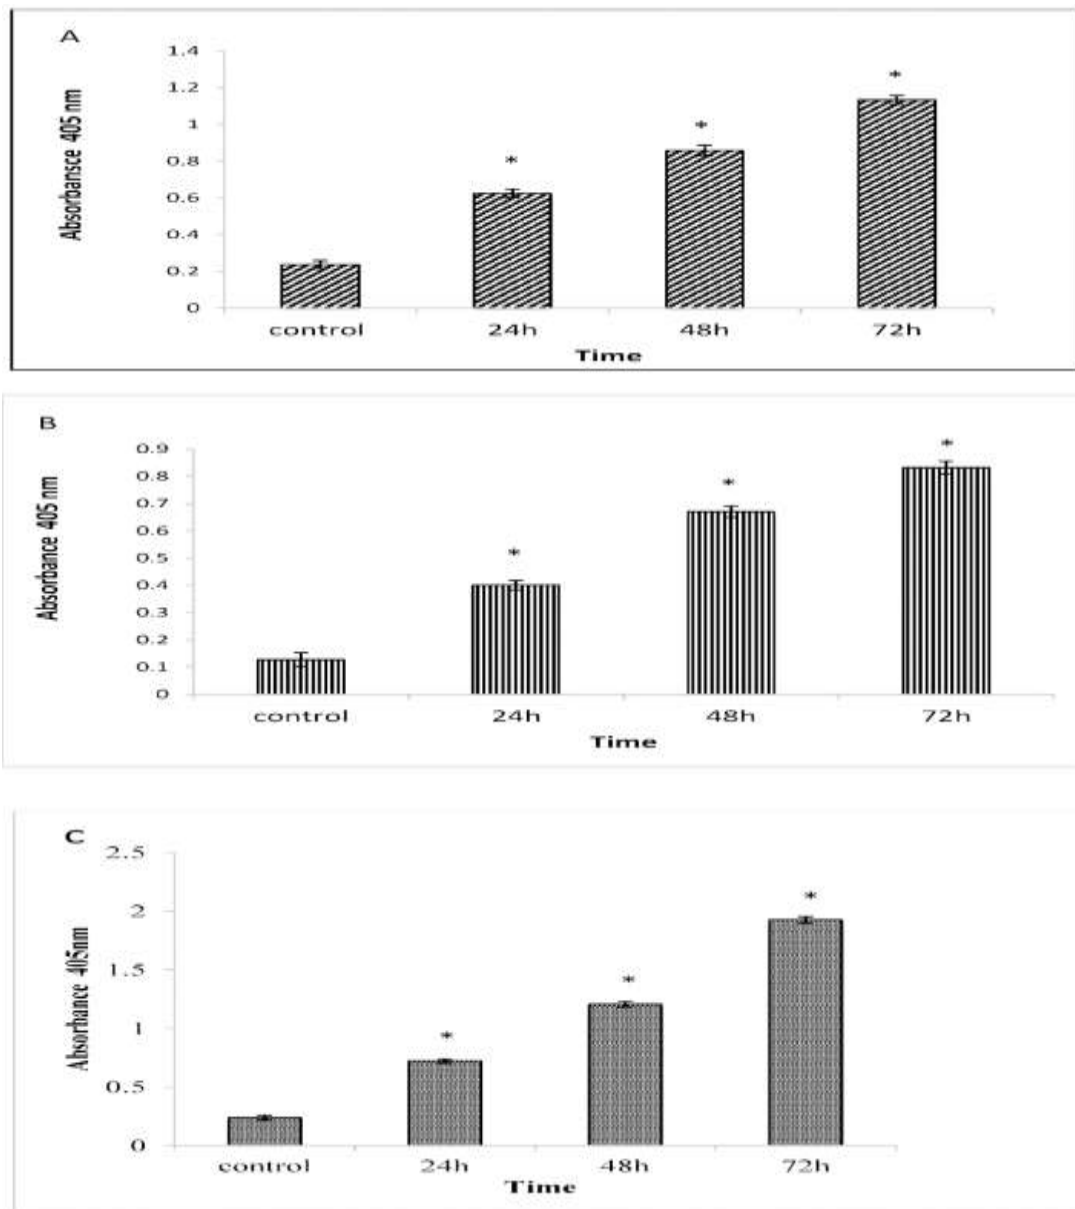 A
Absorbansce 405 nm
1.4
1.2
1
0.8
0.6
0.4
0.2
0
*
*
*
control 24h 48h 72h
Time
B
Absorbance 405 nm
0.9
0.8
0.7
0.6
0.5
0.4
0.3
0.2
0.1
0
*
*
*
control 24h 48h 72h
Time
C
Absorbance 405nm
2.5
2
1.5
1
0.5
0
*
*
*
control 24h 48h 72h
Time